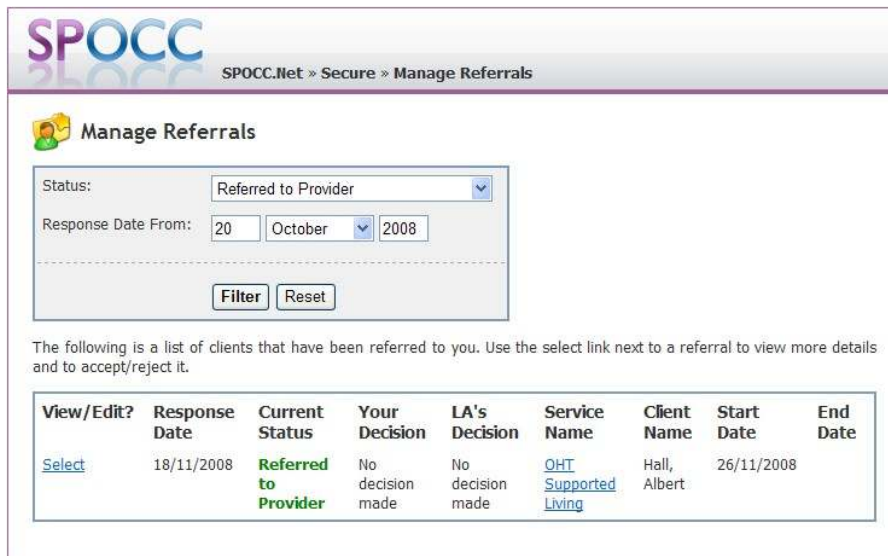 SPOCC
SPOCC.Net » Secure » Manage Referrals
Manage Referrals
Status: Referred to Provider
Response Date From: 20 October 2008
Filter Reset
The following is a list of clients that have been referred to you. Use the select link next to a referral to view more details
and to accept/reject it.
View/Edit? Response Current Your LA's Service Client Start End
Date Status Decision Decision Name Name Date Date
Select 18/11/2008 Referred No No OHT Hall, 26/11/2008
to decision decision Supported Albert
Provider made made Living